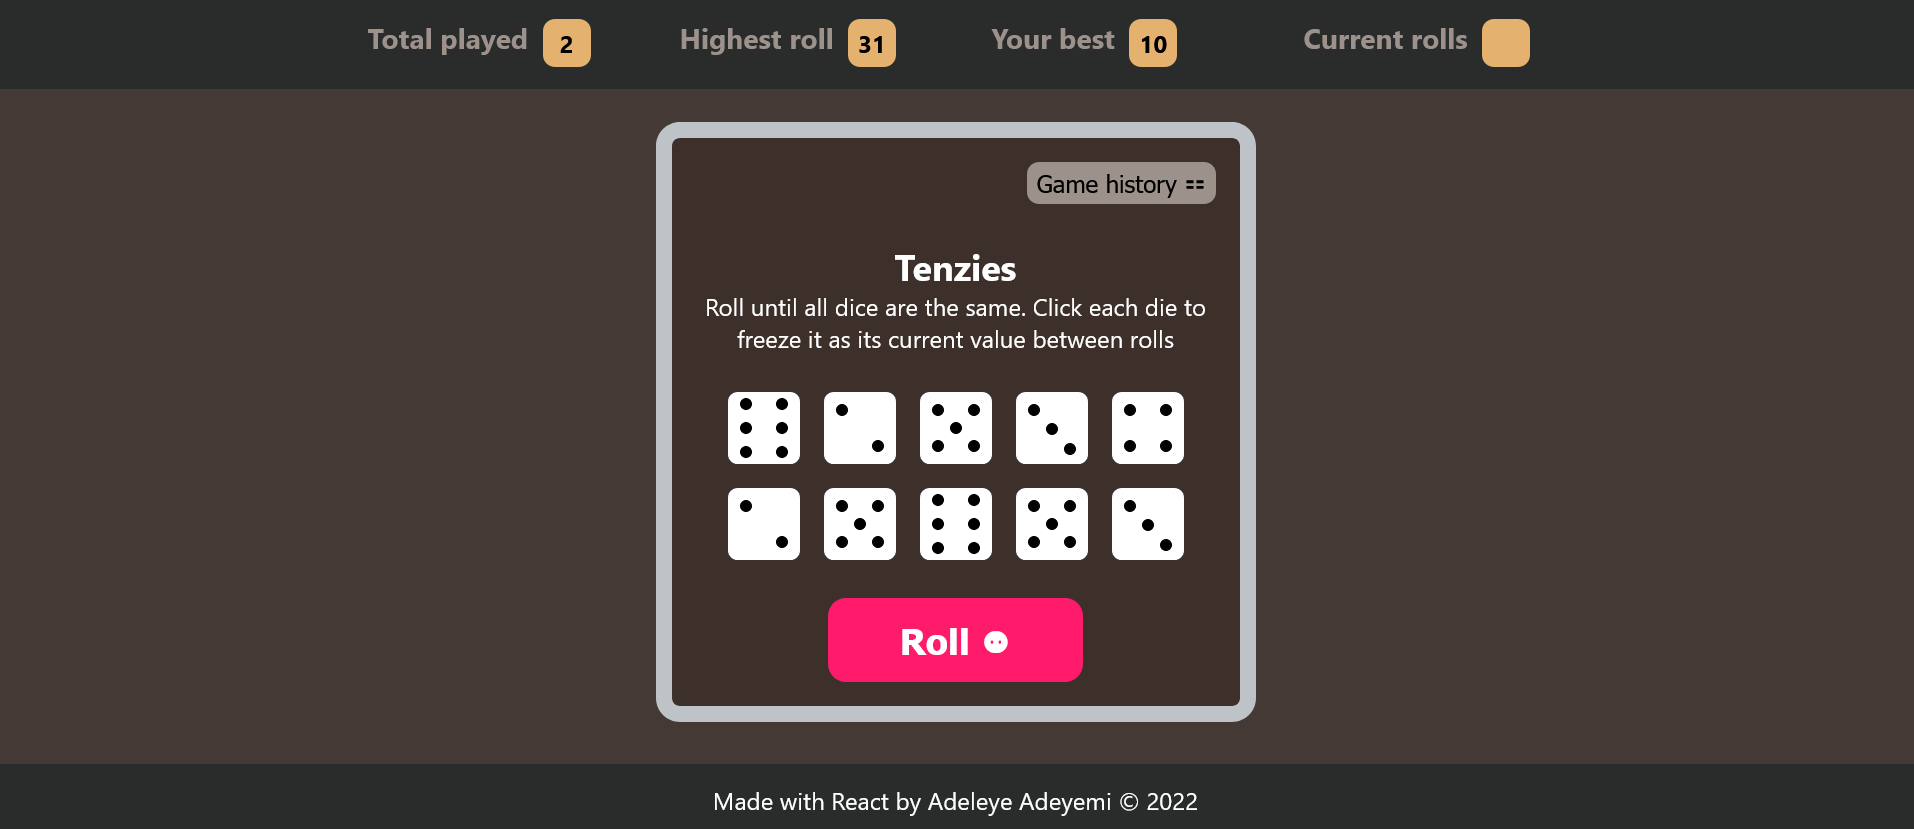 Total played 2 Highest roll 31 Your best 10 Current rolls
Game history
Tenzies
Roll until all dice are the same. Click each die to
freeze it as its current value between rolls
Roll
Made with React by Adeleye Adeyemi © 2022